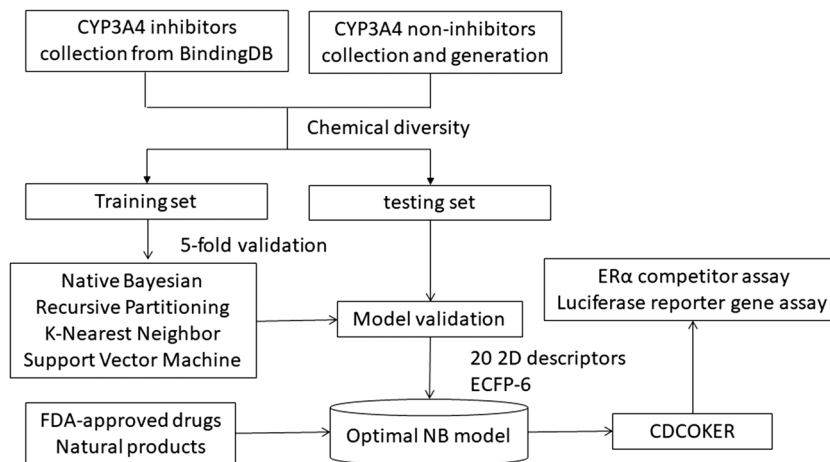 CYP3A4 inhibitors
collection from BindingDB
CYP3A4 non-inhibitors
collection and generation
Chemical diversity
Training set
testing set
5-fold validation
Native Bayesian
Recursive Partitioning
K-Nearest Neighbor
Support Vector Machine
Model validation
ERα competitor assay
Luciferase reporter gene assay
20 2D descriptors
ECFP-6
FDA-approved drugs
Natural products
Optimal NB model
CDCOKER